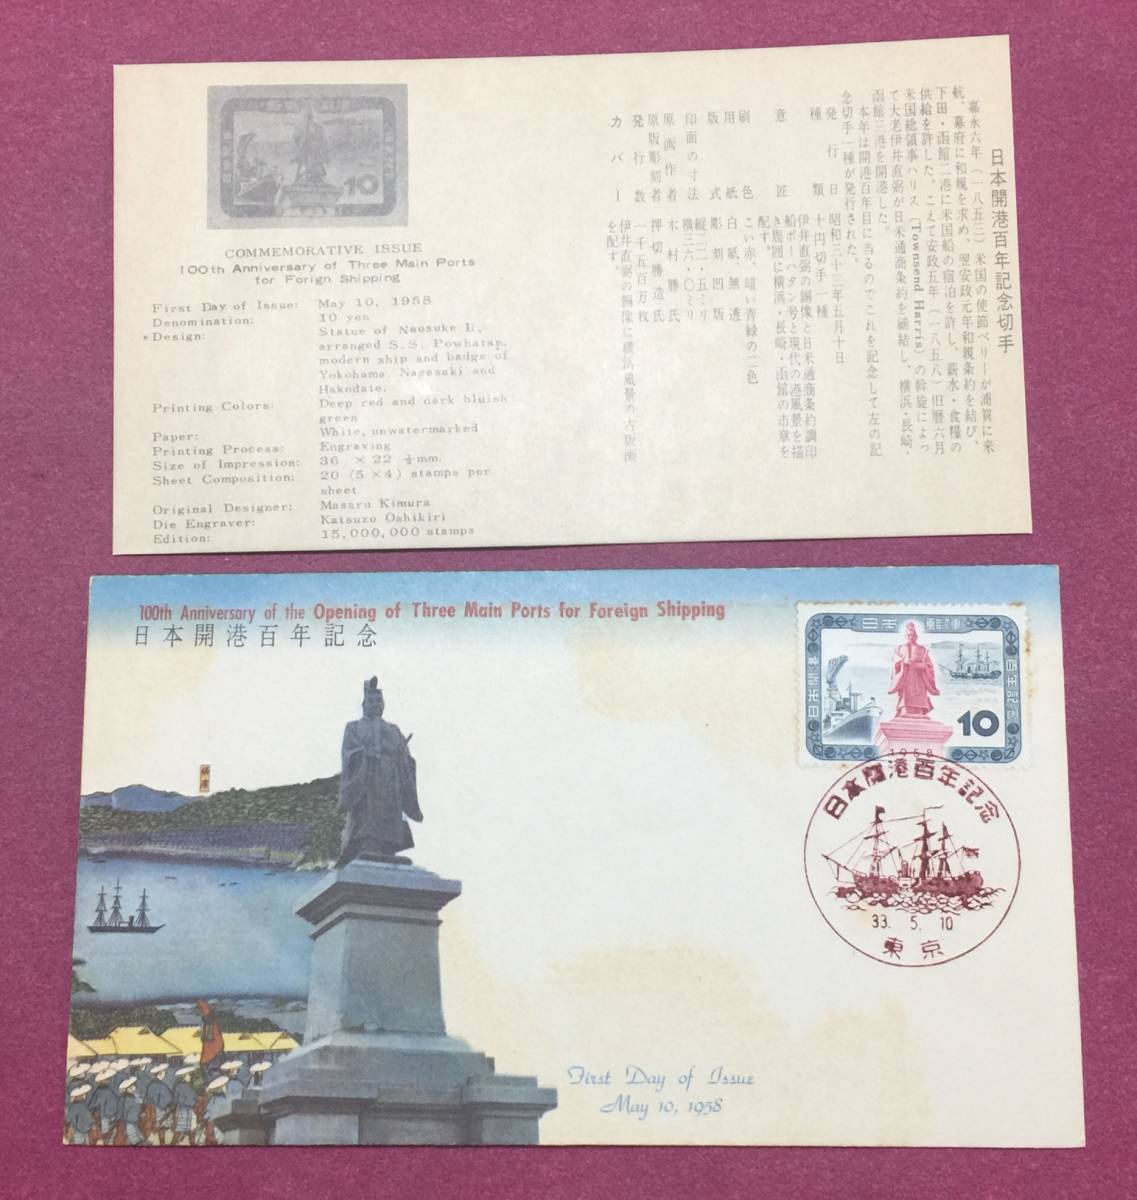 COMMEMORATIVE ISSUE
100th Anniversary of Three Main Ports
for Forign Shipping
First Day of Issue: May 10, 1958
Denomination: 10 yen
Design: Statue of Naosuke Ii,
arranged S.S. Powhatan,
modern ship and badge of
Yokohama, Nagasaki and
Hakodate.
Printing Colors: Deep red and dark bluish
green
Paper: White, unwatermarked
Printing Process: Engraving
Size of Impression: 36 × 22 ½ mm.
Sheet Composition: 20 (5×4) stamps per
sheet
Original Designer: Masaru Kimura
Die Engraver: Katsuzo Oshikiri
Edition: 15,000,000 stamps
10
日本開港百年記念切手
嘉永六年(一八五三)米国の使節ペリーが浦賀に来
航、幕府に和親を求め、翌安政元年和親条約を結び
下田・函館二港に米国船の宿泊を許し、薪水・食糧の
供給を許した。こえて安政五年(一八五八)旧暦六月
米国総領事ハリス(Townsend Harris)の斡旋によっ
て大老伊井直弼が日米通商条約を締結し、横浜・長崎・
函館三港を開港した。
本年は開港百年目に当るのでこれを記念して左の記
念切手一種が発行された。
発行日 昭和三十三年五月十日
種類 十円切手一種
意匠 伊井直弼の銅像と日米通商条約調印
船ポーハタン号と現代の港風景を描
き周囲に横浜・長崎・函館の市章を
配す。
刷色 こい赤、暗い青緑の二色
用紙 白紙無透
版式 彫刻凹版
印面の寸法 縦二二・五ミリ
横三六・〇ミリ
原画作者 木村勝氏
原版彫刻者 押切勝造氏
発行数 一千五百万枚
カバー 伊井直弼の銅像に横浜風景の古版画
を配す。
100th Anniversary of the Opening of Three Main Ports for Foreign Shipping
日本開港百年記念
日本郵便
日本開港
百年記念
10
1958
日本開港百年記念
33. 5. 10
東京
First Day of Issue
May 10, 1958